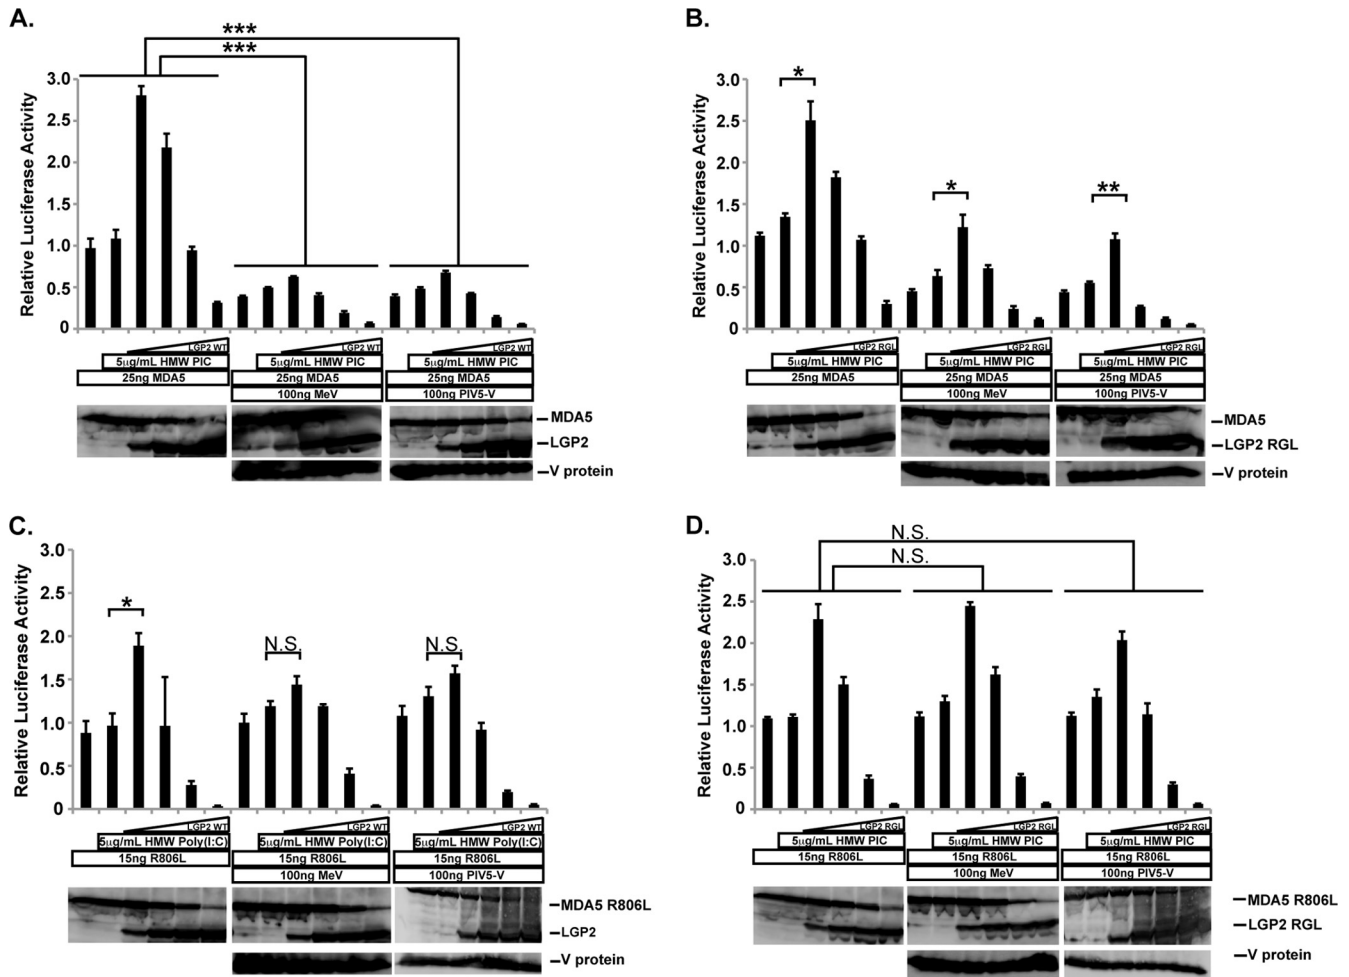 A.
***
***
Relative Luciferase Activity
3.0
2.5
2.0
1.5
1.0
0.5
0
LGP2 WT
LGP2 WT
LGP2 WT
5μg/mL HMW PIC
5μg/mL HMW PIC
5μg/mL HMW PIC
25ng MDA5
25ng MDA5
25ng MDA5
100ng MeV
100ng PIV5-V
MDA5
LGP2
V protein
B.
*
*
**
Relative Luciferase Activity
3.0
2.5
2.0
1.5
1.0
0.5
0
LGP2 RGL
LGP2 RGL
LGP2 RGL
5μg/mL HMW PIC
5μg/mL HMW PIC
5μg/mL HMW PIC
25ng MDA5
25ng MDA5
25ng MDA5
100ng MeV
100ng PIV5-V
MDA5
LGP2 RGL
V protein
C.
*
N.S.
N.S.
Relative Luciferase Activity
3.0
2.5
2.0
1.5
1.0
0.5
0
LGP2 WT
LGP2 WT
LGP2 WT
5μg/mL HMW Poly(I:C)
5μg/mL HMW Poly(I:C)
5μg/mL HMW Poly(I:C)
15ng R806L
15ng R806L
15ng R806L
100ng MeV
100ng PIV5-V
MDA5 R806L
LGP2
V protein
D.
N.S.
N.S.
Relative Luciferase Activity
3.0
2.5
2.0
1.5
1.0
0.5
0
LGP2 RGL
LGP2 RGL
LGP2 RGL
5μg/mL HMW PIC
5μg/mL HMW PIC
5μg/mL HMW PIC
15ng R806L
15ng R806L
15ng R806L
100ng MeV
100ng PIV5-V
MDA5 R806L
LGP2 RGL
V protein